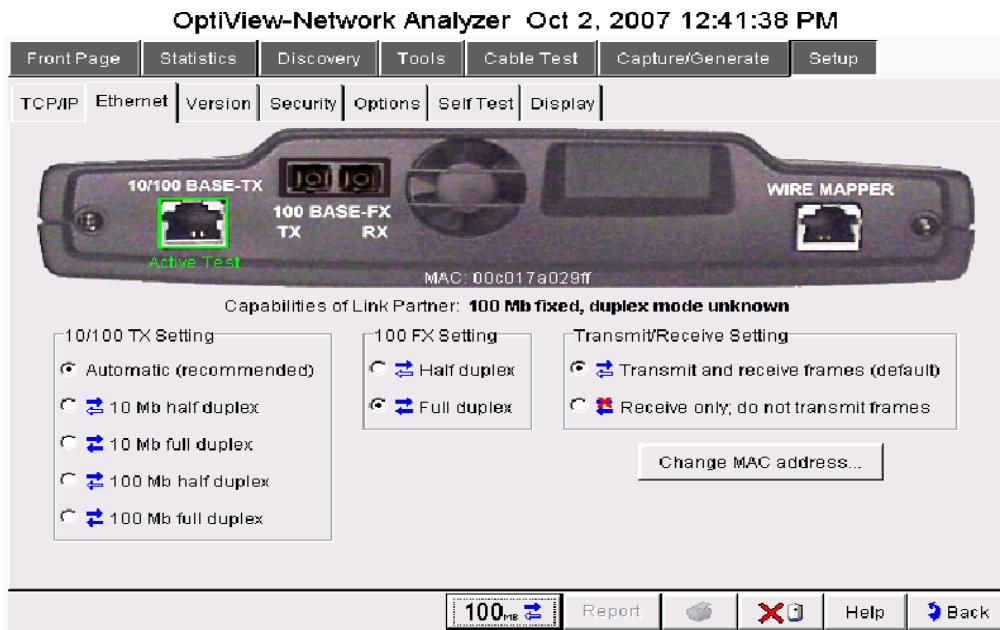 OptiView-Network Analyzer Oct 2, 2007 12:41:38 PM
Front Page Statistics Discovery Tools Cable Test Capture/Generate Setup
TCP/IP Ethernet Version Security Options Self Test Display
10/100 BASE-TX
100 BASE-FX
TX RX
WIRE MAPPER
Active Test
MAC: 00c017a029ff
Capabilities of Link Partner: 100 Mb fixed, duplex mode unknown
10/100 TX Setting
Automatic (recommended)
10 Mb half duplex
10 Mb full duplex
100 Mb half duplex
100 Mb full duplex
100 FX Setting
Half duplex
Full duplex
Transmit/Receive Setting
Transmit and receive frames (default)
Receive only; do not transmit frames
Change MAC address...
100MB Report Help Back